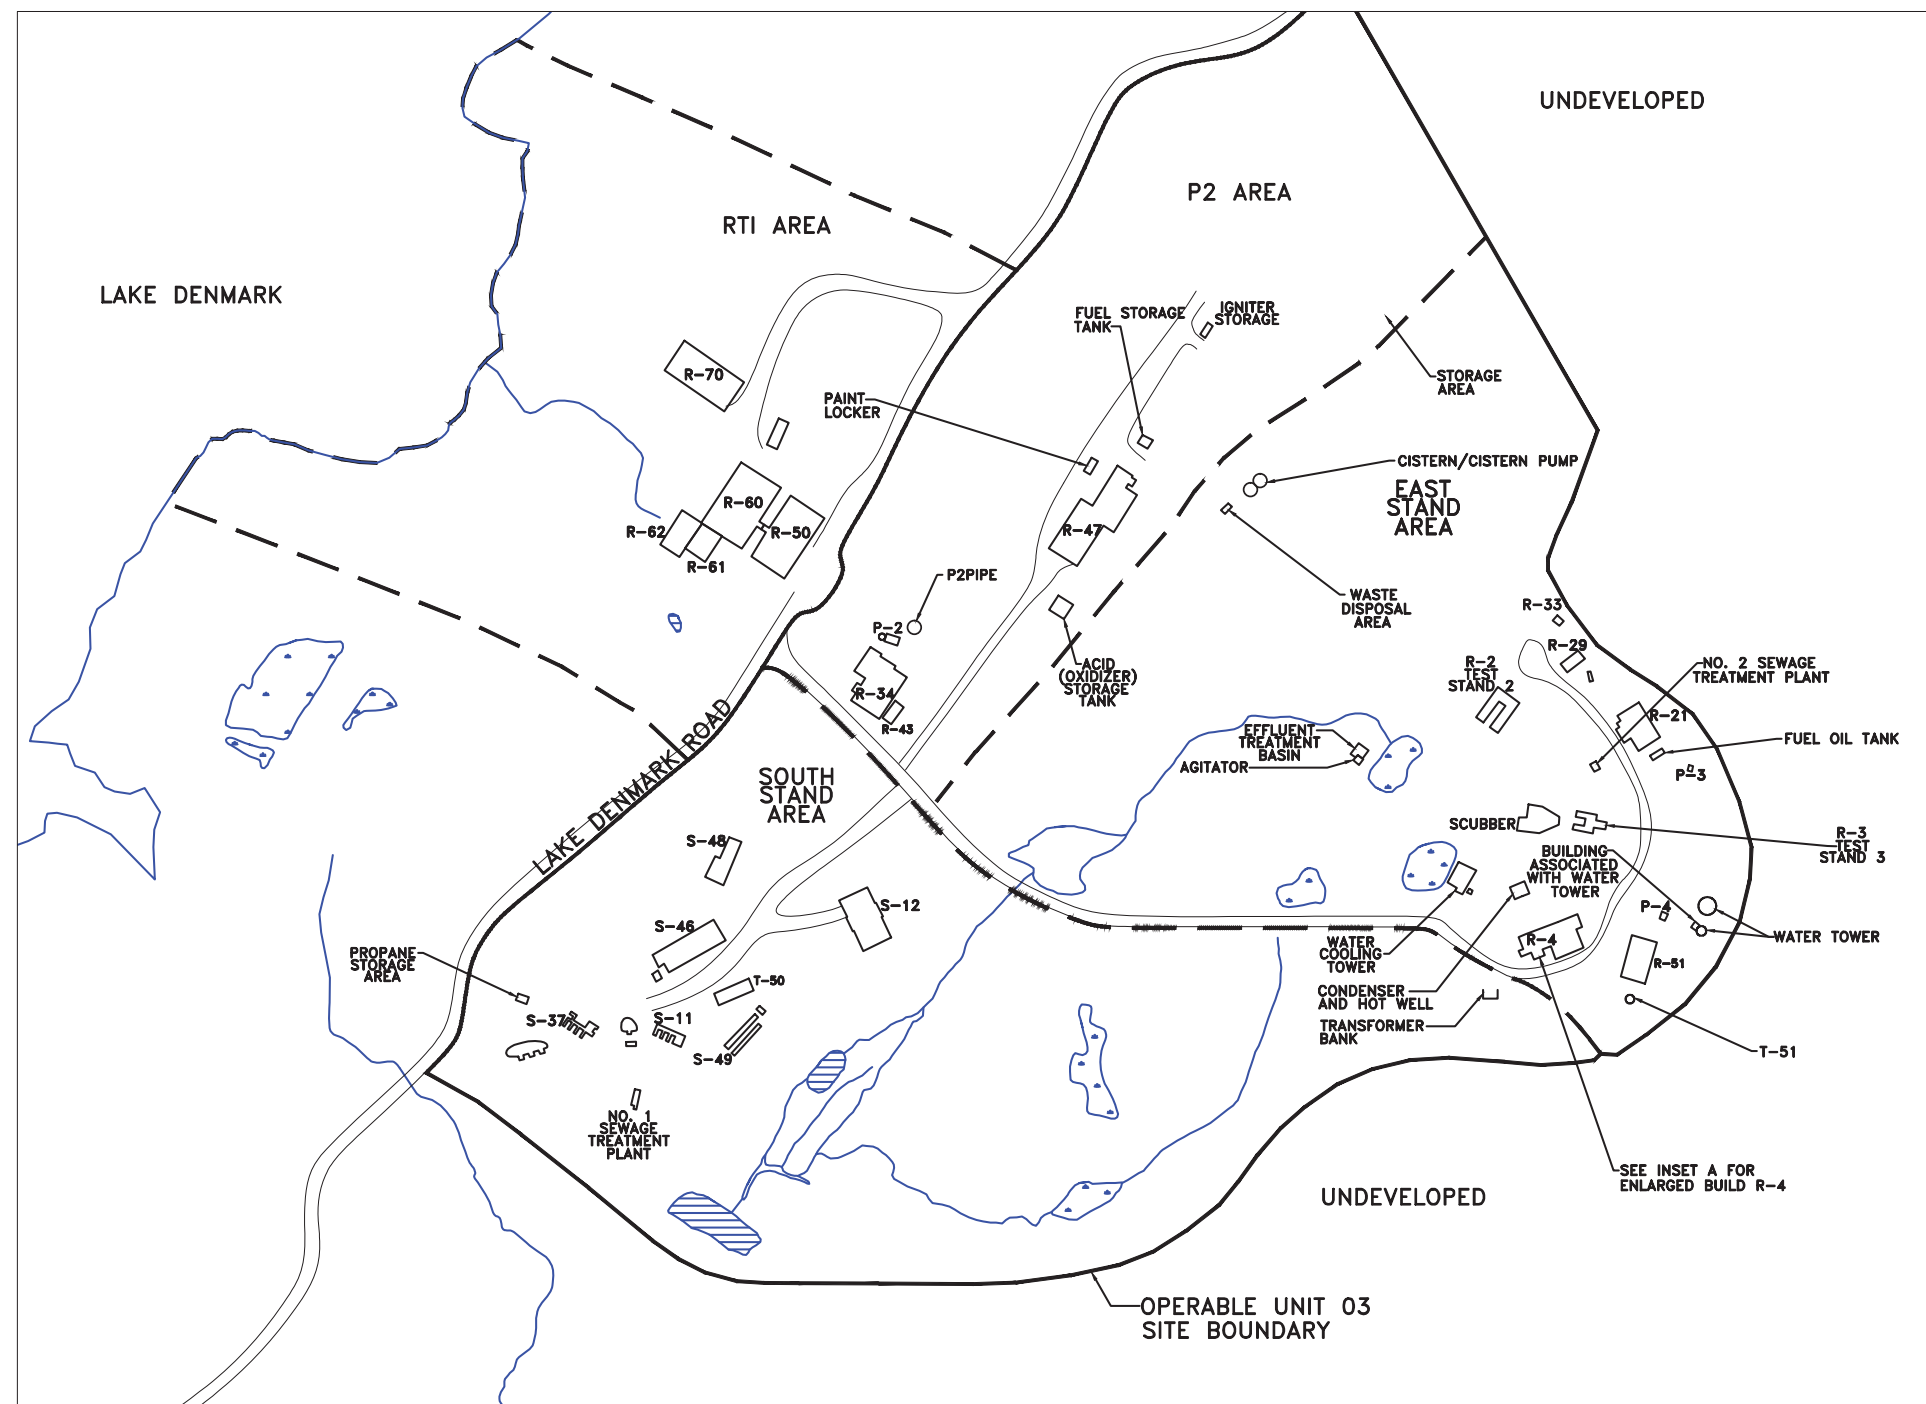 UNDEVELOPED
P2 AREA
RTI AREA
LAKE DENMARK
FUEL STORAGE
TANK
IGNITER
STORAGE
R-70
STORAGE
AREA
PAINT
LOCKER
CISTERN/CISTERN PUMP
EAST
STAND
AREA
R-60
R-62
R-50
R-47
R-61
P2PIPE
WASTE
DISPOSAL
AREA
R-33
P-2
R-29
R-2
TEST
STAND 2
NO. 2 SEWAGE
TREATMENT PLANT
ACID
(OXIDIZER)
STORAGE
TANK
R-34
R-43
R-21
EFFLUENT
TREATMENT
BASIN
AGITATOR
FUEL OIL TANK
P-3
LAKE DENMARK ROAD
SOUTH
STAND
AREA
SCUBBER
R-3
TEST
STAND 3
S-48
BUILDING
ASSOCIATED
WITH WATER
TOWER
S-12
P-4
S-46
WATER TOWER
R-4
WATER
COOLING
TOWER
PROPANE
STORAGE
AREA
R-51
T-50
CONDENSER
AND HOT WELL
S-37
S-11
TRANSFORMER
BANK
S-49
T-51
NO. 1
SEWAGE
TREATMENT
PLANT
SEE INSET A FOR
ENLARGED BUILD R-4
UNDEVELOPED
OPERABLE UNIT 03
SITE BOUNDARY